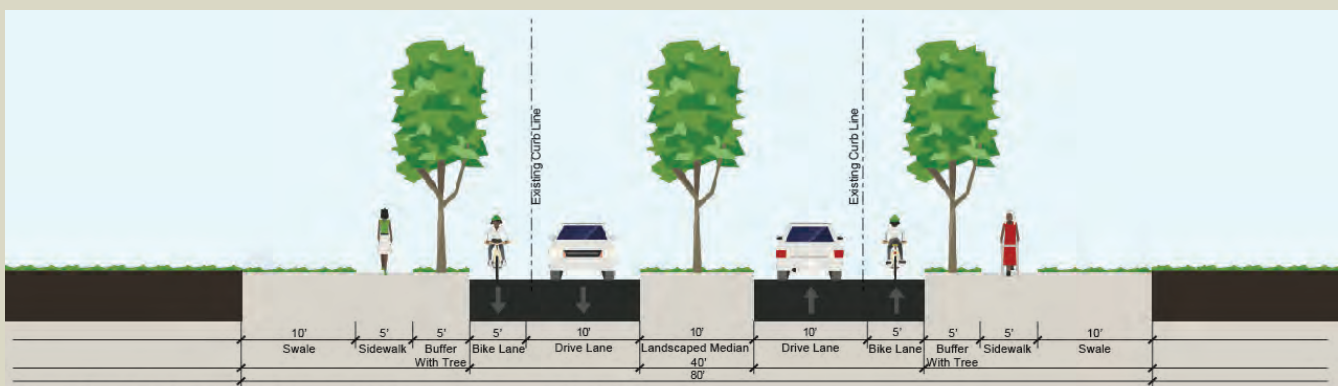 Existing Curb Line
Existing Curb Line
10' 5' 5' 5' 10' 10' 10' 5' 5' 5' 10'
Swale Sidewalk Buffer Bike Lane Drive Lane Landscaped Median Drive Lane Bike Lane Buffer Sidewalk Swale
With Tree 40' With Tree
80'